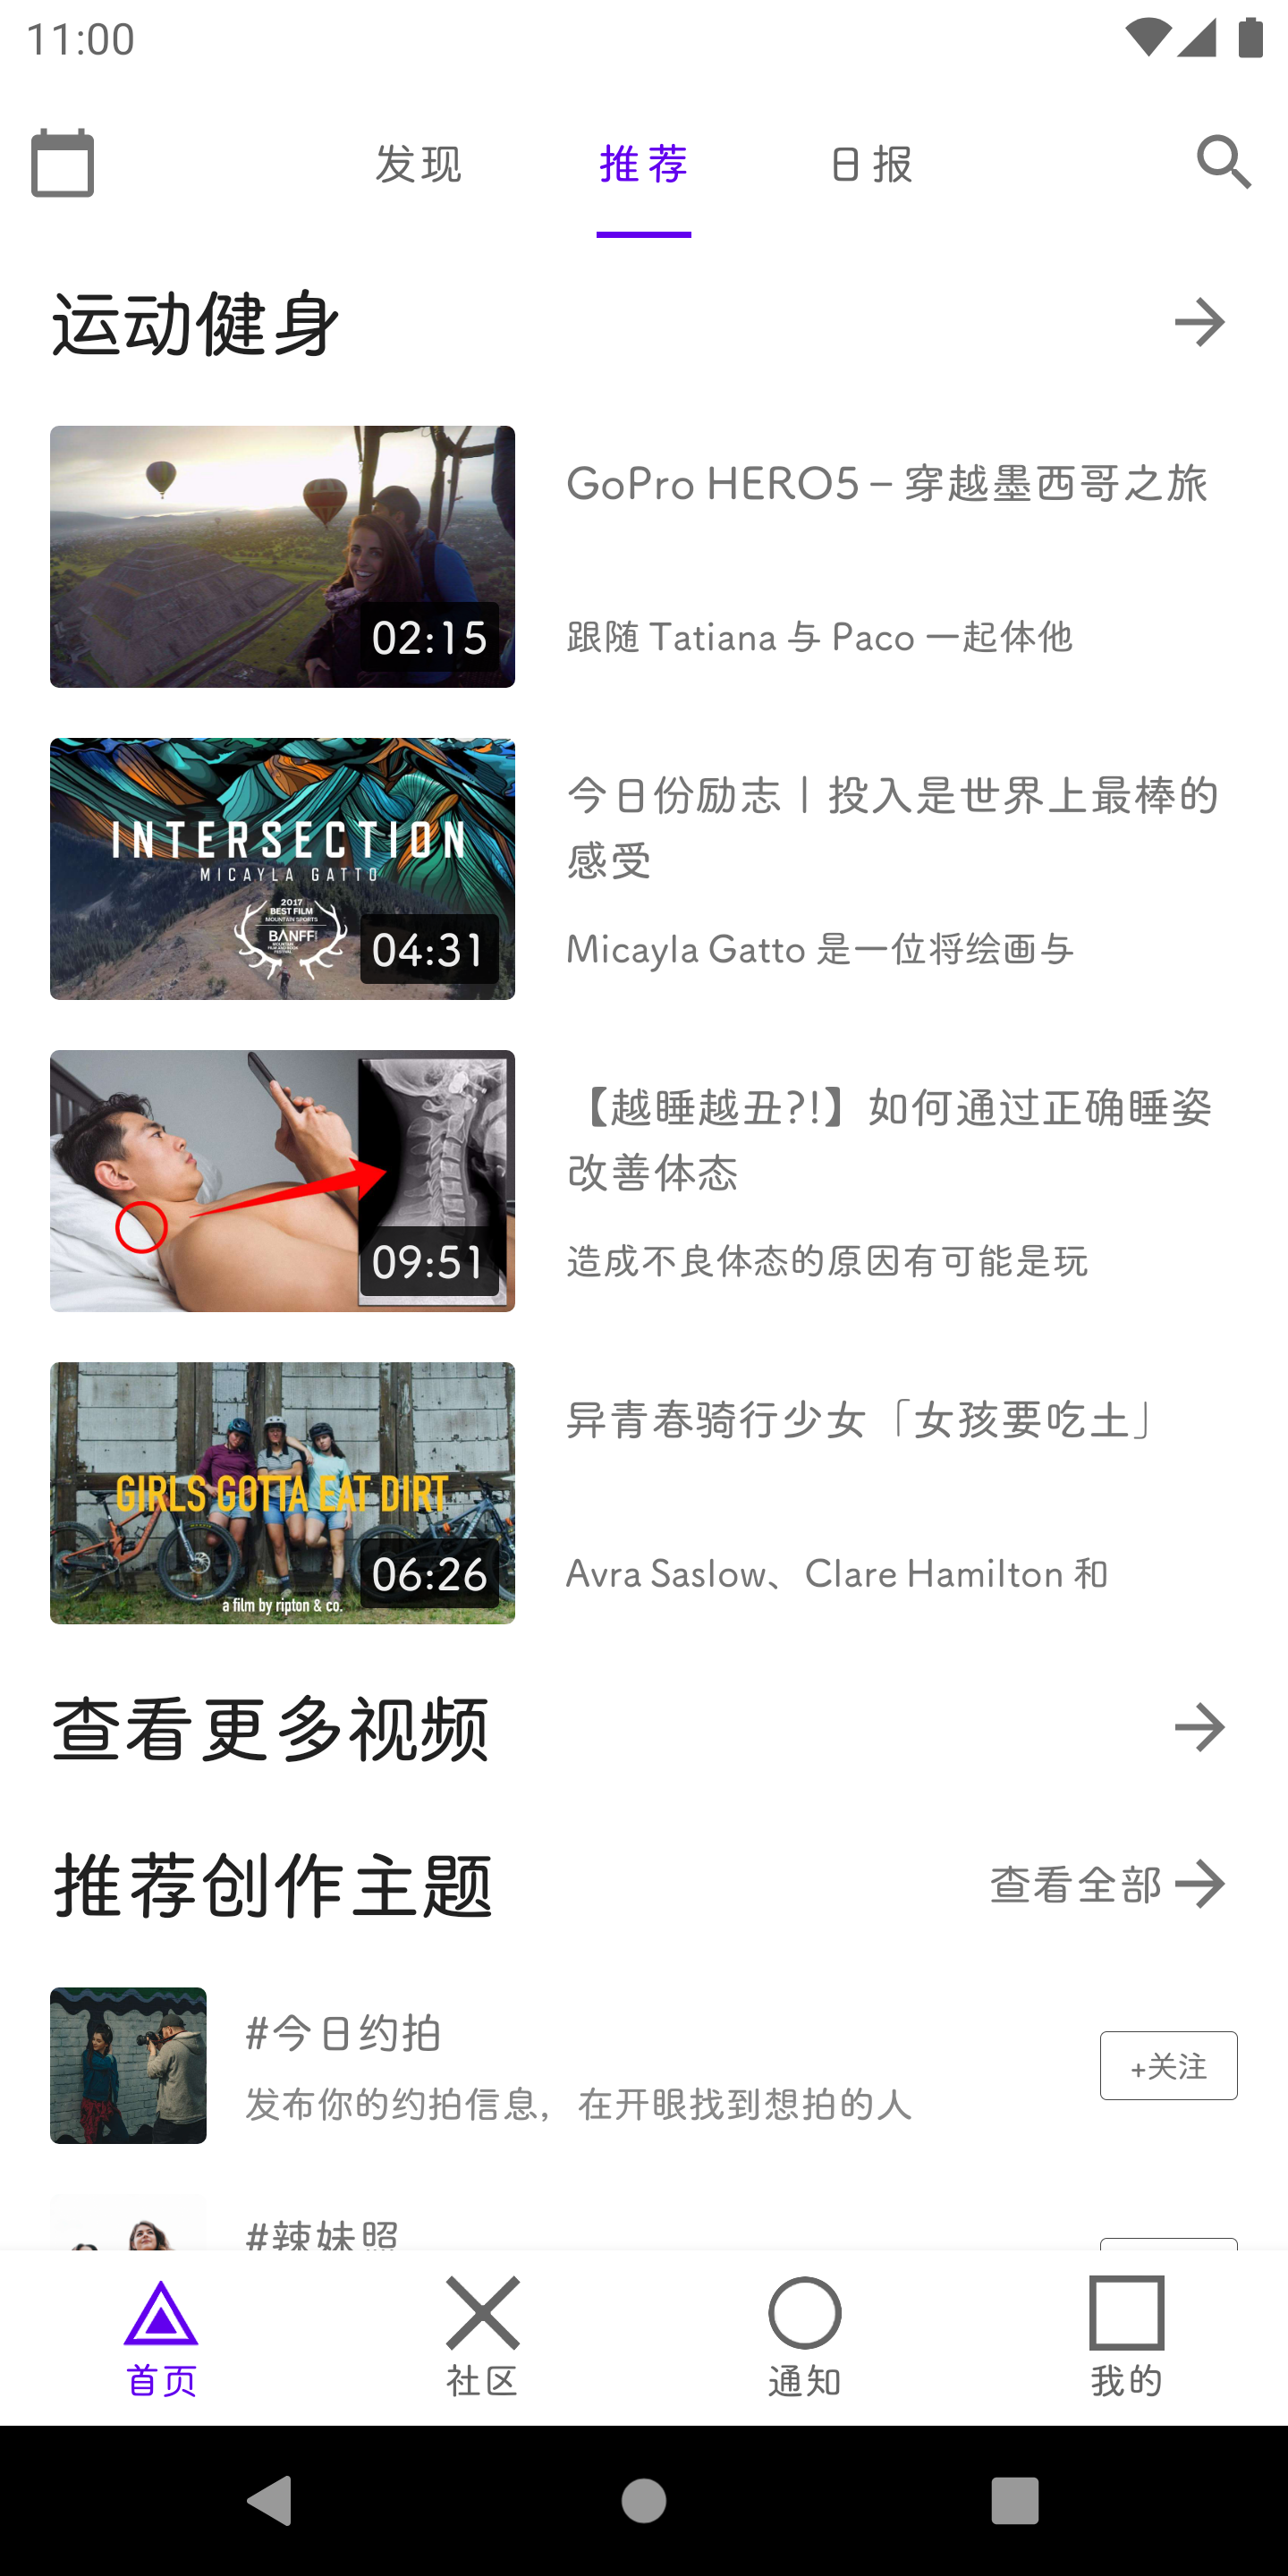 11:00
发现
推荐
日报
运动健身
GoPro HERO5 – 穿越墨西哥之旅
02:15
跟随 Tatiana 与 Paco 一起体他
今日份励志丨投入是世界上最棒的
感受
INTERSECTION
MICAYLA GATTO
2017
BEST FILM
MOUNTAIN SPORTS
BANFF
04:31
Micayla Gatto 是一位将绘画与
【越睡越丑?!】如何通过正确睡姿
改善体态
09:51
造成不良体态的原因有可能是玩
异青春骑行少女「女孩要吃土」
GIRLS GOTTA EAT DIRT
06:26
a film by ripton & co.
Avra Saslow、Clare Hamilton 和
查看更多视频
推荐创作主题
查看全部
#今日约拍
发布你的约拍信息，在开眼找到想拍的人
+关注
#辣妹照
首页
社区
通知
我的